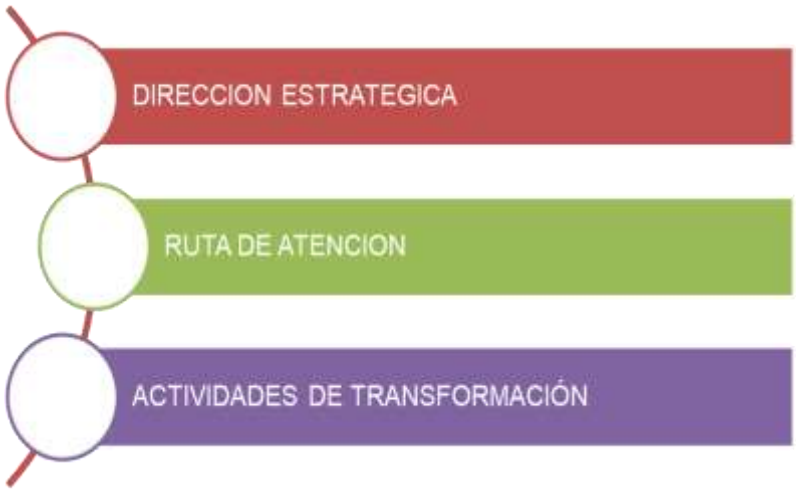 DIRECCION ESTRATEGICA
RUTA DE ATENCION
ACTIVIDADES DE TRANSFORMACIÓN